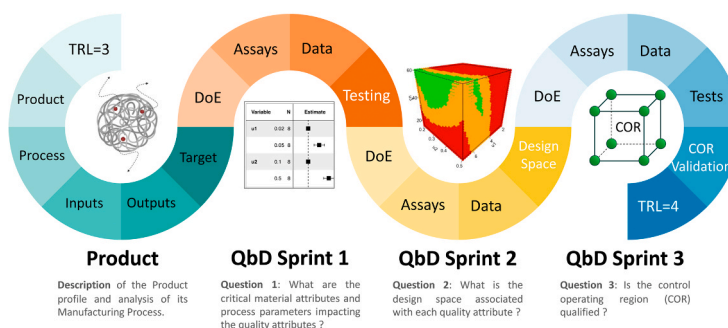 TRL=3
Product
Process
Inputs
Outputs
Target
DoE
Assays
Data
Testing
Variable N Estimate
u1 0.02 8
0.05 8
u2 0.1 8
0.5 8
DoE
Assays
Data
Design
Space
60
DoE
Assays
Data
Tests
COR
Validation
TRL=4
COR
Product
Description of the Product
profile and analysis of its
Manufacturing Process.
QbD Sprint 1
Question 1: What are the
critical material attributes and
process parameters impacting
the quality attributes ?
QbD Sprint 2
Question 2: What is the
design space associated
with each quality attribute ?
QbD Sprint 3
Question 3: Is the control
operating region (COR)
qualified ?